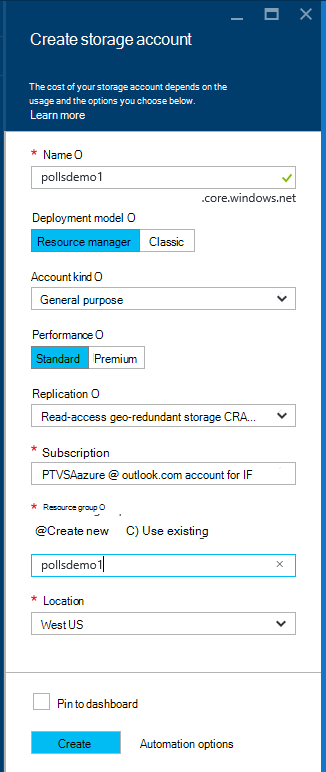 Create storage account
The cost of your storage account depends on the
usage and the options you choose below.
Learn more
* Name O
pollsdemo1
.core.windows.net
Deployment model O
Resource manager Classic
Account kind O
General purpose
Performance O
Standard Premium
Replication O
Read-access geo-redundant storage CRA...
* Subscription
PTVSAazure @ outlook.com account for IF
* Resource group O
@Create new C) Use existing
pollsdemo1
* Location
West US
Pin to dashboard
Create Automation options